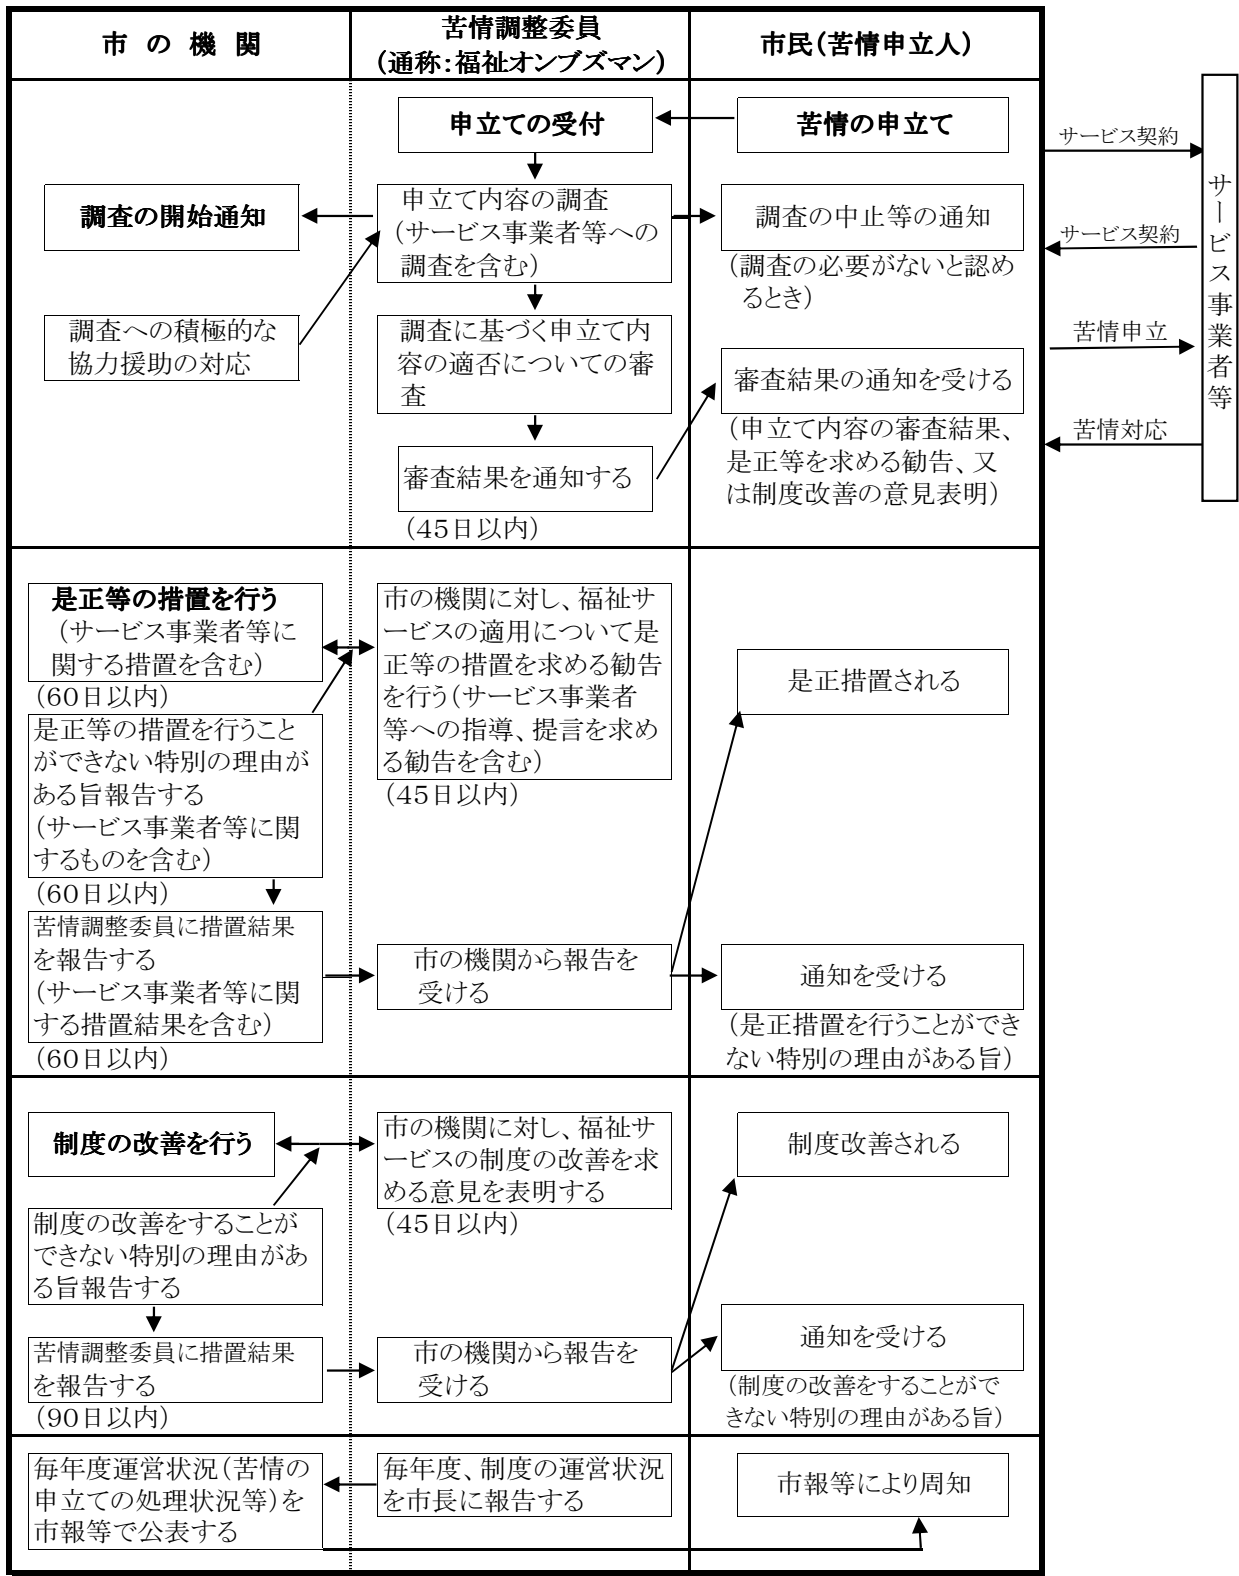 市の機関
苦情調整委員
(通称:福祉オンブズマン)
市民(苦情申立人)
申立ての受付
苦情の申立て
調査の開始通知
申立て内容の調査
(サービス事業者等への
調査を含む)
調査の中止等の通知
(調査の必要がないと認め
るとき)
調査への積極的な
協力援助の対応
調査に基づく申立て内
容の適否についての審
査
審査結果の通知を受ける
(申立て内容の審査結果、
是正等を求める勧告、又
は制度改善の意見表明)
審査結果を通知する
(45日以内)
サービス契約
サービス契約
苦情申立
苦情対応
サービス事業者等
是正等の措置を行う
(サービス事業者等に
関する措置を含む)
(60日以内)
是正等の措置を行うこと
ができない特別の理由が
ある旨報告する
(サービス事業者等に関
するものを含む)
(60日以内)
苦情調整委員に措置結果
を報告する
(サービス事業者等に関
する措置結果を含む)
(60日以内)
市の機関に対し、福祉サ
ービスの適用について是
正等の措置を求める勧告
を行う(サービス事業者
等への指導、提言を求め
る勧告を含む)
(45日以内)
市の機関から報告を
受ける
是正措置される
通知を受ける
(是正措置を行うことができ
ない特別の理由がある旨)
制度の改善を行う
制度の改善をすることが
できない特別の理由があ
る旨報告する
苦情調整委員に措置結果
を報告する
(90日以内)
市の機関に対し、福祉サ
ービスの制度の改善を求
める意見を表明する
(45日以内)
市の機関から報告を
受ける
制度改善される
通知を受ける
(制度の改善をすることがで
きない特別の理由がある旨)
毎年度運営状況(苦情の
申立ての処理状況等)を
市報等で公表する
毎年度、制度の運営状況
を市長に報告する
市報等により周知